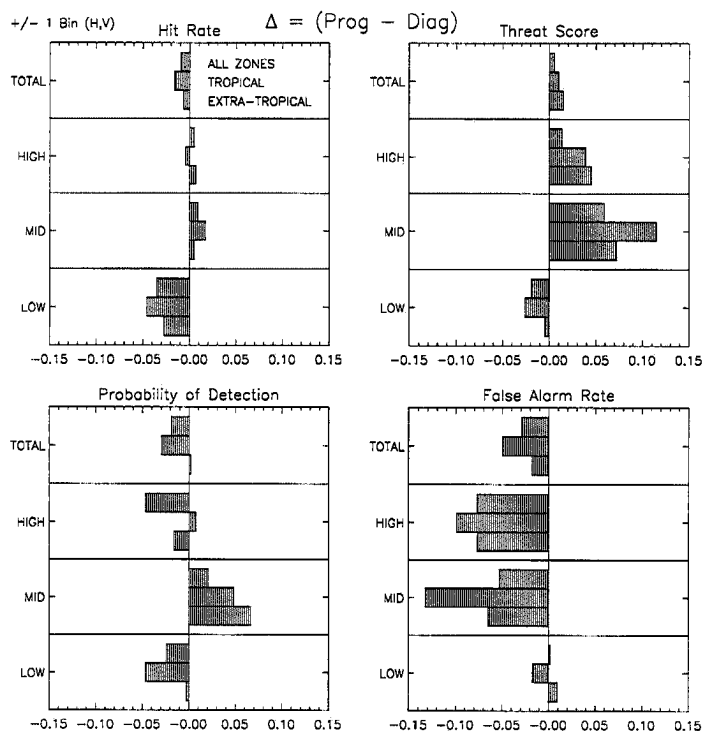 +/− 1 Bin (H,V)
Δ = (Prog − Diag)
Hit Rate
TOTAL
HIGH
MID
LOW
ALL ZONES
TROPICAL
EXTRA−TROPICAL
−0.15 −0.10 −0.05 −0.00 0.05 0.10 0.15
Threat Score
TOTAL
HIGH
MID
LOW
−0.15 −0.10 −0.05 −0.00 0.05 0.10 0.15
Probability of Detection
TOTAL
HIGH
MID
LOW
−0.15 −0.10 −0.05 −0.00 0.05 0.10 0.15
False Alarm Rate
TOTAL
HIGH
MID
LOW
−0.15 −0.10 −0.05 −0.00 0.05 0.10 0.15